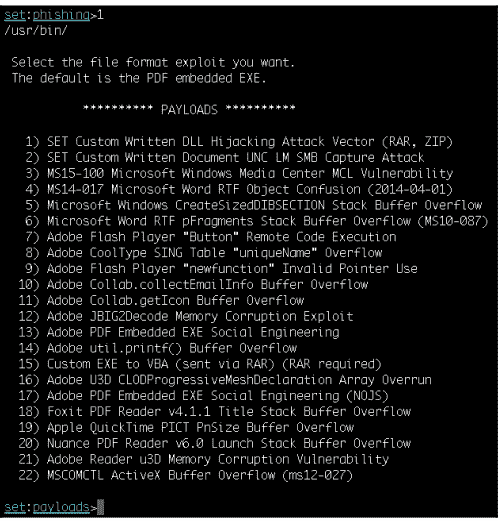 set:phishing>1
/usr/bin/
Select the file format exploit you want.
The default is the PDF embedded EXE.
********** PAYLOADS **********
1) SET Custom Written DLL Hijacking Attack Vector (RAR, ZIP)
2) SET Custom Written Document UNC LM SMB Capture Attack
3) MS15-100 Microsoft Windows Media Center MCL Vulnerability
4) MS14-017 Microsoft Word RTF Object Confusion (2014-04-01)
5) Microsoft Windows CreateSizedDIBSECTION Stack Buffer Overflow
6) Microsoft Word RTF pFragments Stack Buffer Overflow (MS10-087)
7) Adobe Flash Player "Button" Remote Code Execution
8) Adobe CoolType SING Table "uniqueName" Overflow
9) Adobe Flash Player "newfunction" Invalid Pointer Use
10) Adobe Collab.collectEmailInfo Buffer Overflow
11) Adobe Collab.getIcon Buffer Overflow
12) Adobe JBIG2Decode Memory Corruption Exploit
13) Adobe PDF Embedded EXE Social Engineering
14) Adobe util.printf() Buffer Overflow
15) Custom EXE to VBA (sent via RAR) (RAR required)
16) Adobe U3D CLODProgressiveMeshDeclaration Array Overrun
17) Adobe PDF Embedded EXE Social Engineering (NOJS)
18) Foxit PDF Reader v4.1.1 Title Stack Buffer Overflow
19) Apple QuickTime PICT PnSize Buffer Overflow
20) Nuance PDF Reader v6.0 Launch Stack Buffer Overflow
21) Adobe Reader u3D Memory Corruption Vulnerability
22) MSCOMCTL ActiveX Buffer Overflow (ms12-027)
set:payloads>